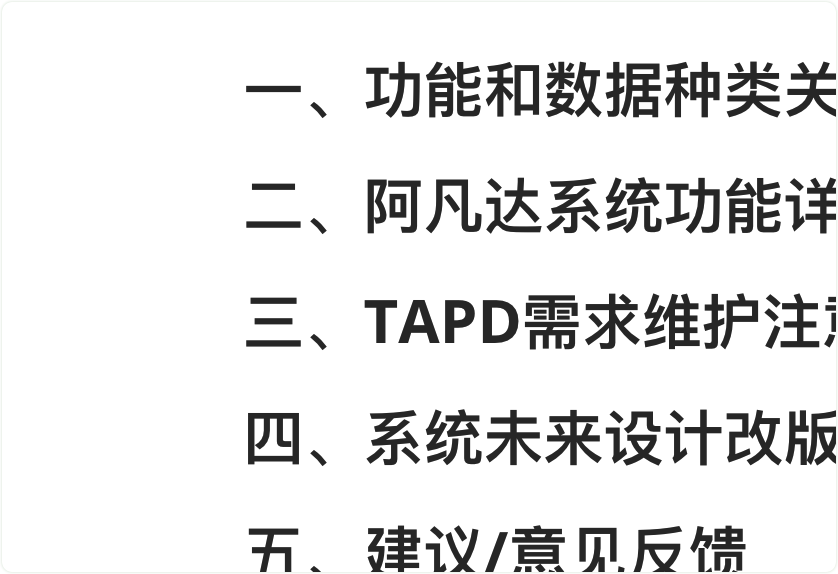 一、功能和数据种类关
二、阿凡达系统功能详
三、TAPD需求维护注
四、系统未来设计改版
五、建议/意见反馈